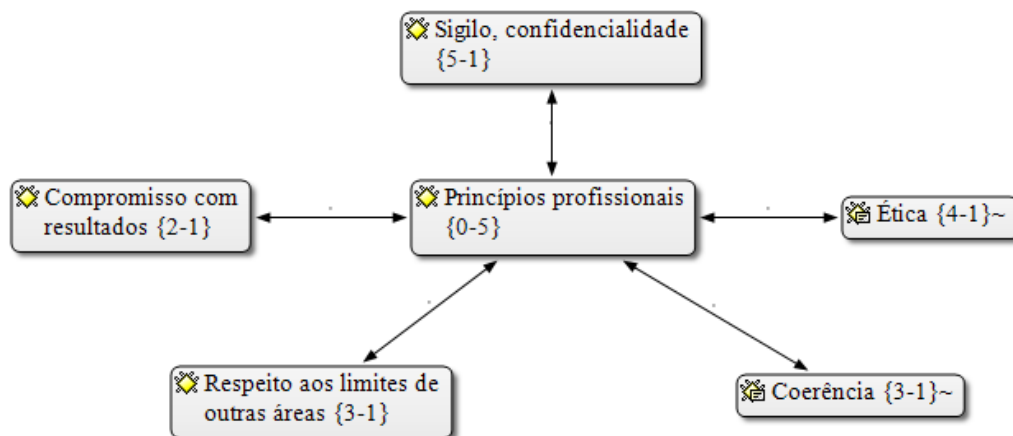 Sigilo, confidencialidade
{5-1}
Compromisso com
resultados {2-1}
Princípios profissionais
{0-5}
Ética {4-1}~
Respeito aos limites de
outras áreas {3-1}
Coerência {3-1}~